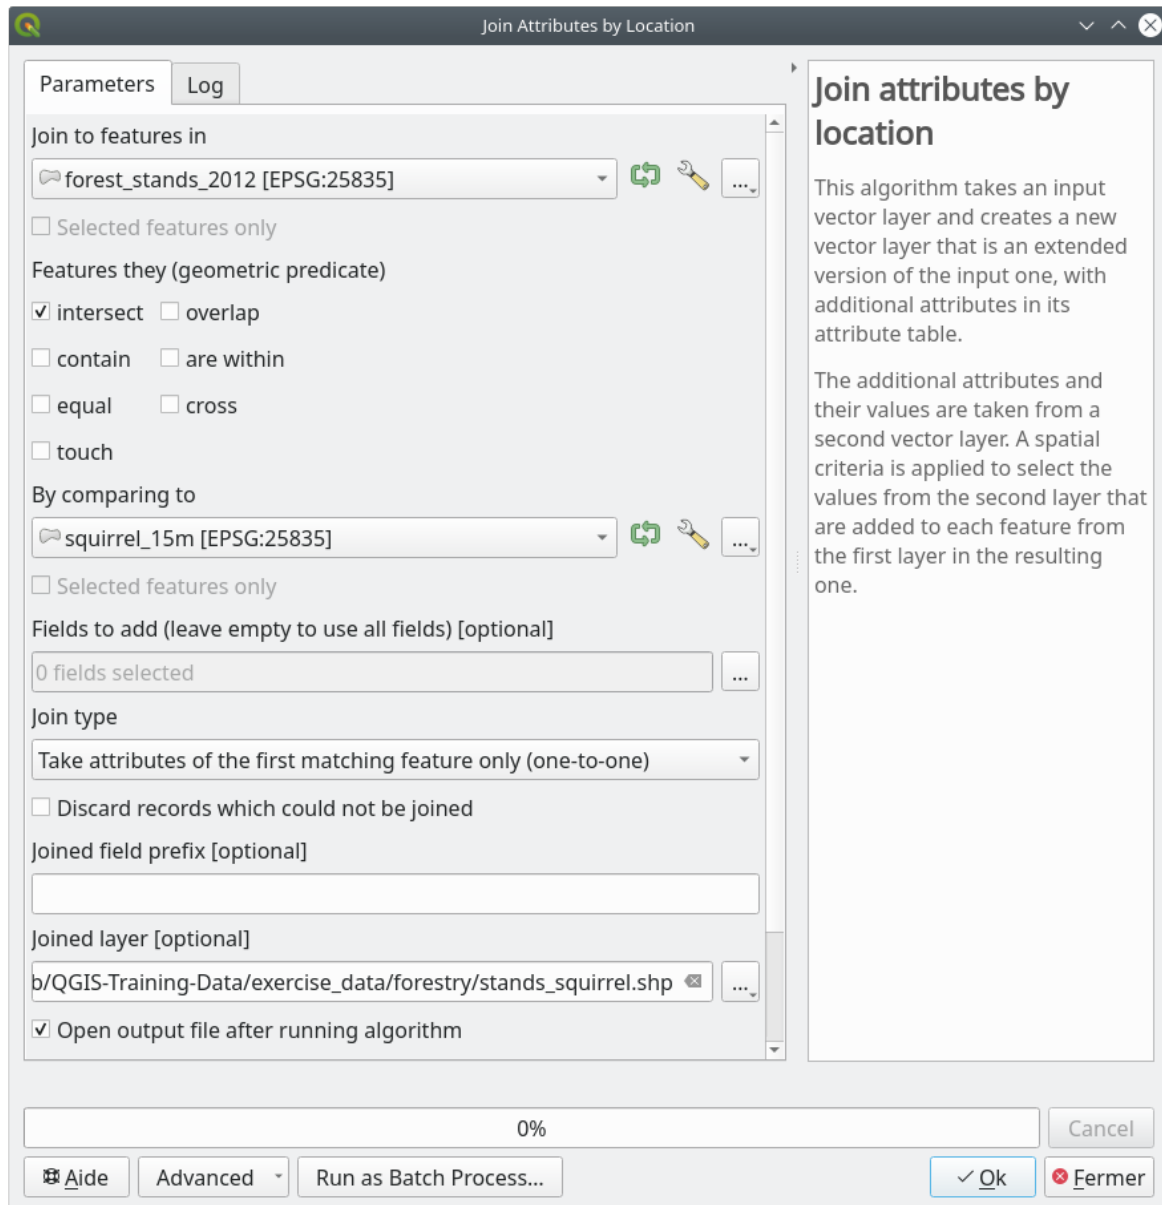 Join Attributes by Location
Parameters
Log
Join to features in
forest_stands_2012 [EPSG:25835]
...
Selected features only
Features they (geometric predicate)
intersect
overlap
contain
are within
equal
cross
touch
By comparing to
squirrel_15m [EPSG:25835]
...
Selected features only
Fields to add (leave empty to use all fields) [optional]
0 fields selected
...
Join type
Take attributes of the first matching feature only (one-to-one)
Discard records which could not be joined
Joined field prefix [optional]
Joined layer [optional]
b/QGIS-Training-Data/exercise_data/forestry/stands_squirrel.shp
...
Open output file after running algorithm
Join attributes by
location
This algorithm takes an input
vector layer and creates a new
vector layer that is an extended
version of the input one, with
additional attributes in its
attribute table.
The additional attributes and
their values are taken from a
second vector layer. A spatial
criteria is applied to select the
values from the second layer that
are added to each feature from
the first layer in the resulting
one.
0%
Cancel
Aide
Advanced
Run as Batch Process...
Ok
Fermer